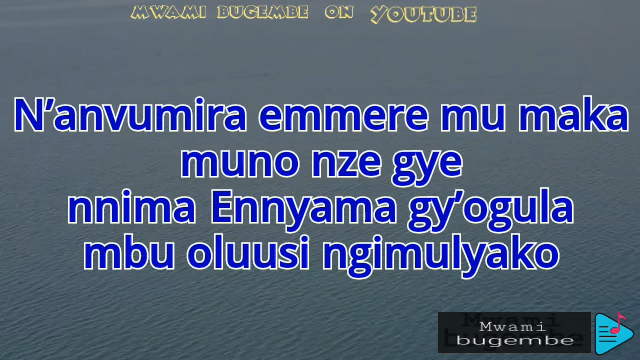 MWAMI BUGEMBE ON YOUTUBE
N’anvumira emmere mu maka
muno nze gye
nnima Ennyama gy’ogula
mbu oluusi ngimulyako
Mwami
bugembe